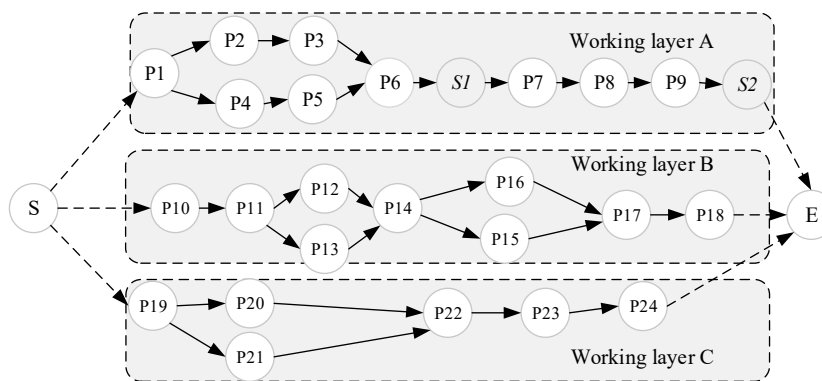 Working layer A
P1
P2
P3
P4
P5
P6
S1
P7
P8
P9
S2
Working layer B
S
P10
P11
P12
P13
P14
P16
P15
P17
P18
E
P19
P20
P21
P22
P23
P24
Working layer C